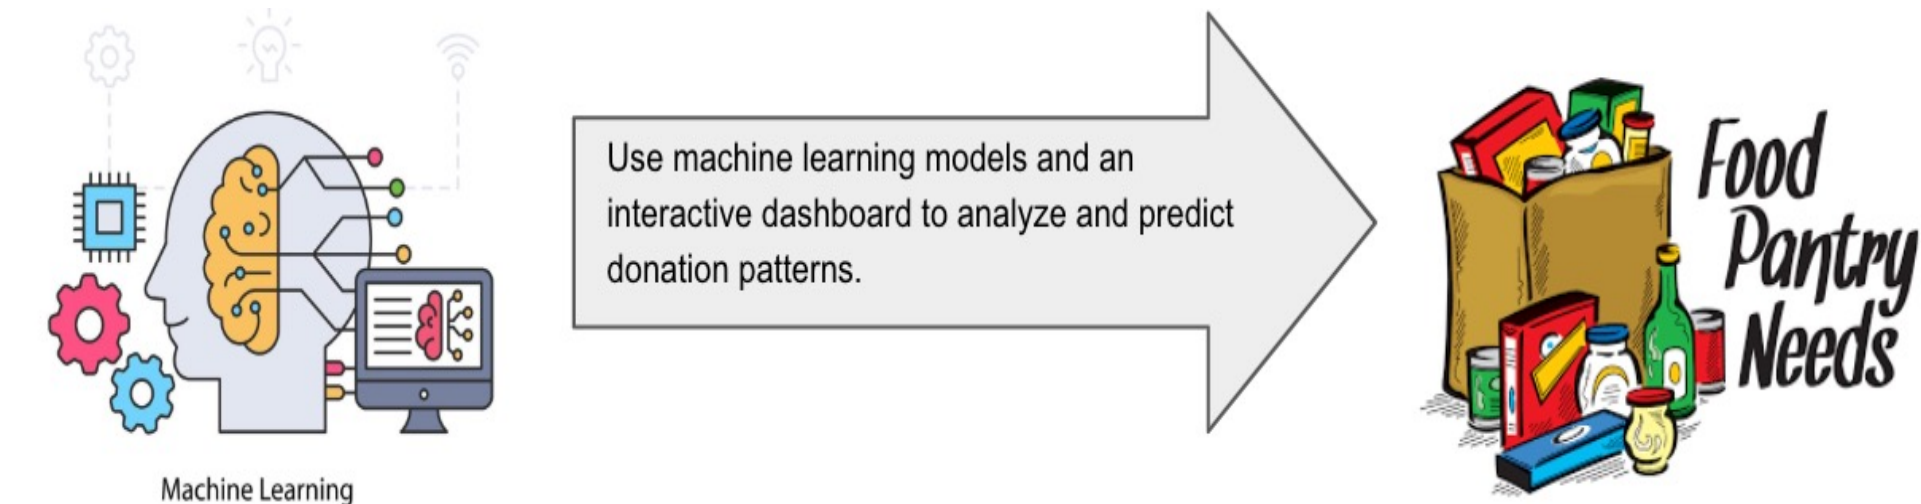 Use machine learning models and an
interactive dashboard to analyze and predict
donation patterns.
Machine Learning
Food
Pantry
Needs